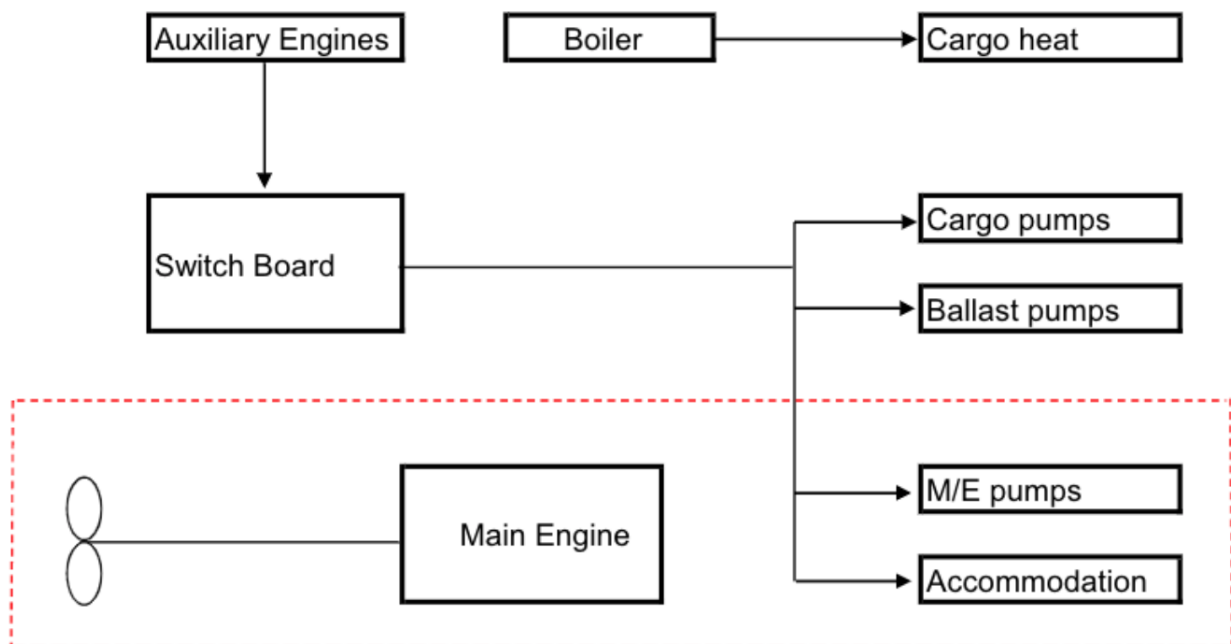 Auxiliary Engines
Boiler
Cargo heat
Switch Board
Cargo pumps
Ballast pumps
Main Engine
M/E pumps
Accommodation